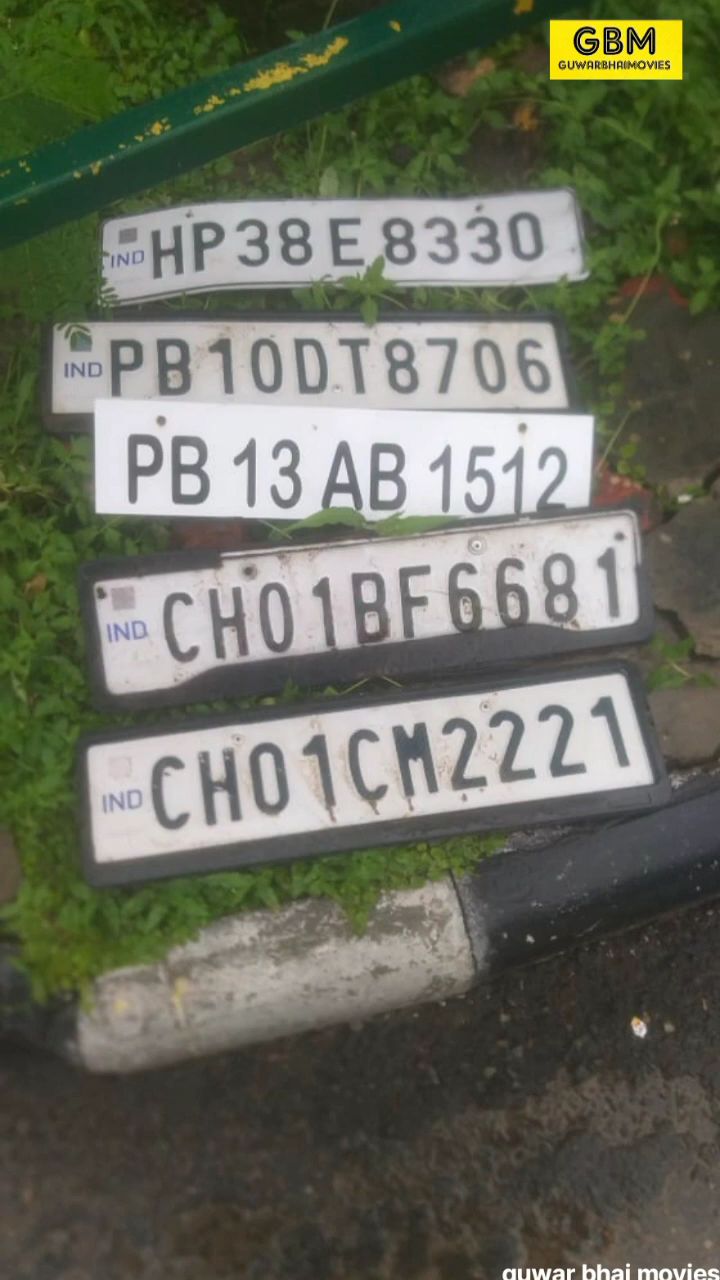 GBM
GUWARBHAIMOVIES
IND HP38E8330
IND PB10DT8706
PB 13 AB 1512
IND CH01BF6681
IND CH01CM2221
guwar bhai movies